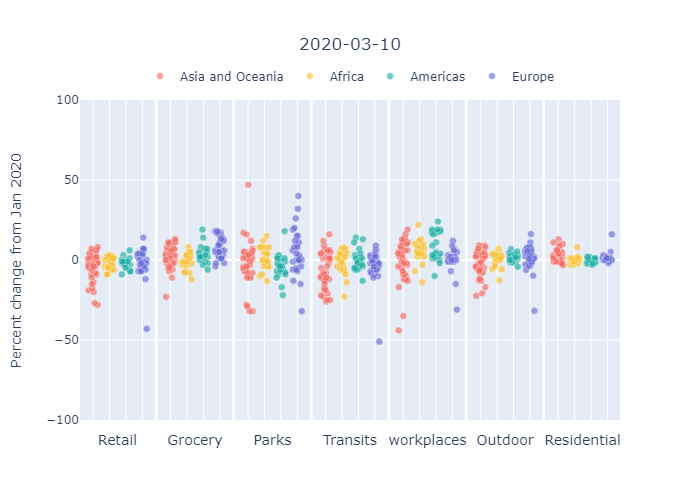 2020-03-10
Asia and Oceania Africa Americas Europe
Percent change from Jan 2020
100
50
0
−50
−100
Retail Grocery Parks Transits workplaces Outdoor Residential